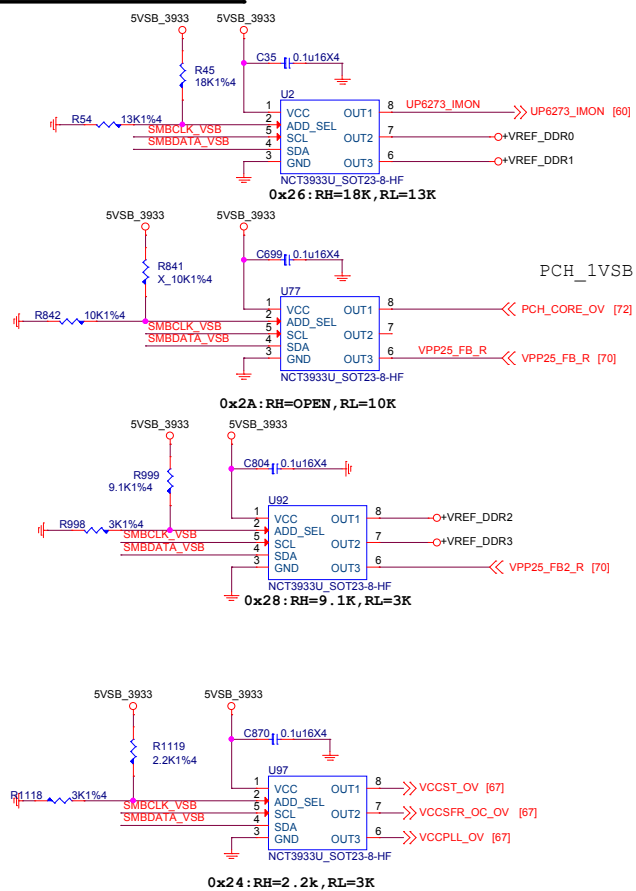 5VSB_3933 5VSB_3933
C35 0.1u16X4
R45
18K1%4
U2
R54 13K1%4
1 VCC OUT1 8 UP6273_IMON UP6273_IMON [60]
2 ADD_SEL
SMBCLK_VSB 5 SCL OUT2 7 +VREF_DDR0
SMBDATA_VSB 4 SDA
3 GND OUT3 6 +VREF_DDR1
NCT3933U_SOT23-8-HF
0x26:RH=18K,RL=13K
5VSB_3933 5VSB_3933
C699 0.1u16X4
R841
X_10K1%4
PCH_1VSB
U77
R842 10K1%4
1 VCC OUT1 8 PCH_CORE_OV [72]
2 ADD_SEL
SMBCLK_VSB 5 SCL OUT2 7
SMBDATA_VSB 4 SDA
3 GND OUT3 6 VPP25_FB_R VPP25_FB_R [70]
NCT3933U_SOT23-8-HF
0x2A:RH=OPEN,RL=10K
5VSB_3933 5VSB_3933
C804 0.1u16X4
R999
9.1K1%4
U92
R998 3K1%4
1 VCC OUT1 8 +VREF_DDR2
2 ADD_SEL
SMBCLK_VSB 5 SCL OUT2 7 +VREF_DDR3
SMBDATA_VSB 4 SDA
3 GND OUT3 6 VPP25_FB2_R [70]
NCT3933U_SOT23-8-HF
0x28:RH=9.1K,RL=3K
5VSB_3933 5VSB_3933
C870 0.1u16X4
R1119
2.2K1%4
U97
R1118 3K1%4
1 VCC OUT1 8 VCCST_OV [67]
2 ADD_SEL
SMBCLK_VSB 5 SCL OUT2 7 VCCSFR_OC_OV [67]
SMBDATA_VSB 4 SDA
3 GND OUT3 6 VCCPLL_OV [67]
NCT3933U_SOT23-8-HF
0x24:RH=2.2k,RL=3K